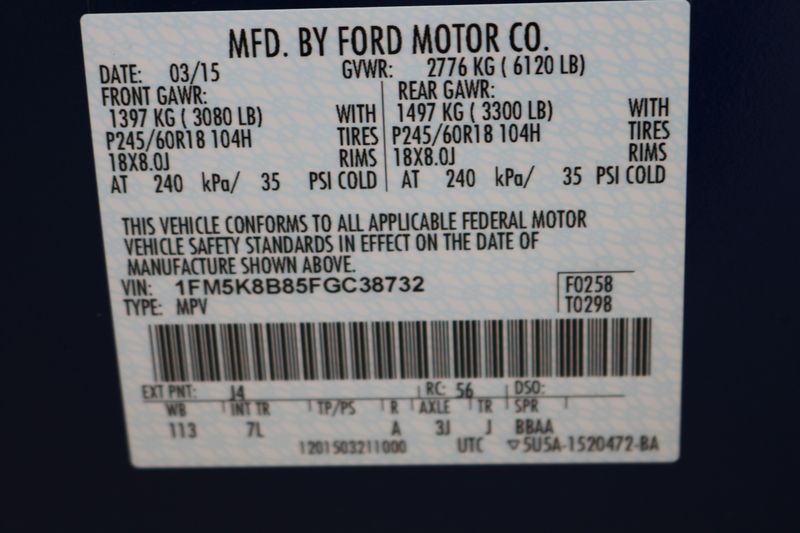 MFD. BY FORD MOTOR CO.
DATE: 03/15 GVWR: 2776 KG ( 6120 LB)
FRONT GAWR: REAR GAWR:
1397 KG ( 3080 LB) WITH 1497 KG ( 3300 LB) WITH
P245/60R18 104H TIRES P245/60R18 104H TIRES
18X8.0J RIMS 18X8.0J RIMS
AT 240 kPa/ 35 PSI COLD AT 240 kPa/ 35 PSI COLD
THIS VEHICLE CONFORMS TO ALL APPLICABLE FEDERAL MOTOR
VEHICLE SAFETY STANDARDS IN EFFECT ON THE DATE OF
MANUFACTURE SHOWN ABOVE.
VIN: 1FM5K8B85FGC38732 F0258
TYPE: MPV T0298
EXT PNT: J4 RC: 56 DSO:
WB INT TR TP/PS R AXLE TR SPR
113 7L A 3J J BBAA
1201503211000 UTC ▽5U5A-1520472-BA